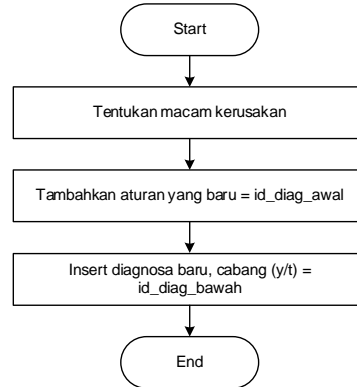 Start
Tentukan macam kerusakan
Tambahkan aturan yang baru = id_diag_awal
Insert diagnosa baru, cabang (y/t) =
id_diag_bawah
End